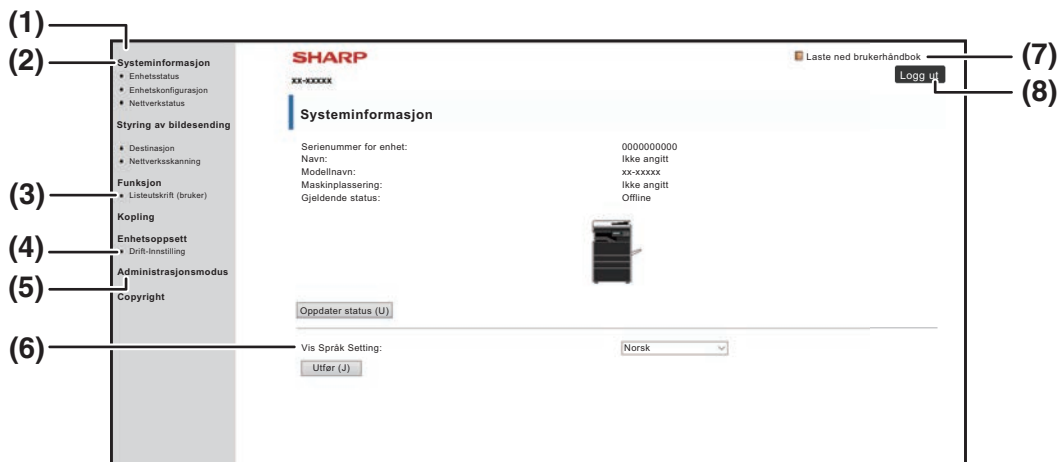 (1)
(2)
(3)
(4)
(5)
(6)
Systeminformasjon
Enhetsstatus
Enhetskonfigurasjon
Nettverkstatus
Styring av bildesending
Destinasjon
Nettverksskanning
Funksjon
Listeutskrift (bruker)
Kopling
Enhetsoppsett
Drift-Innstilling
Administrasjonsmodus
Copyright
SHARP
xx-xxxxx
Laste ned brukerhåndbok
(7)
Logg ut
(8)
Systeminformasjon
Serienummer for enhet: 0000000000
Navn: Ikke angitt
Modellnavn: xx-xxxxx
Maskinplassering: Ikke angitt
Gjeldende status: Offline
Oppdater status (U)
Vis Språk Setting: Norsk
Utfør (J)